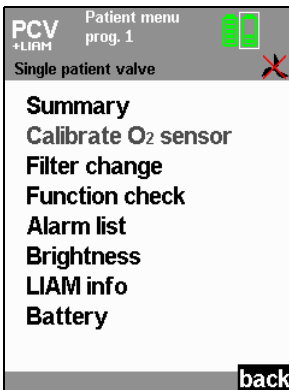 PCV
+LIAM
Patient menu
prog. 1
Single patient valve
Summary
Calibrate O₂ sensor
Filter change
Function check
Alarm list
Brightness
LIAM info
Battery
back